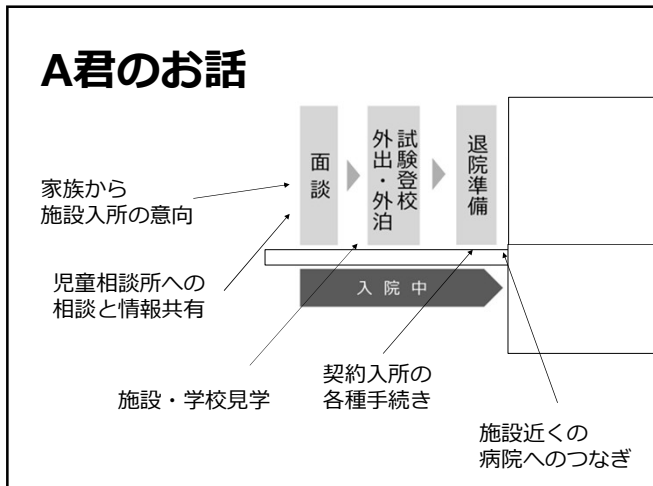 A君のお話
面談
試験登校
外出・外泊
退院準備
家族から
施設入所の意向
児童相談所への
相談と情報共有
入院中
施設・学校見学
契約入所の
各種手続き
施設近くの
病院へのつなぎ